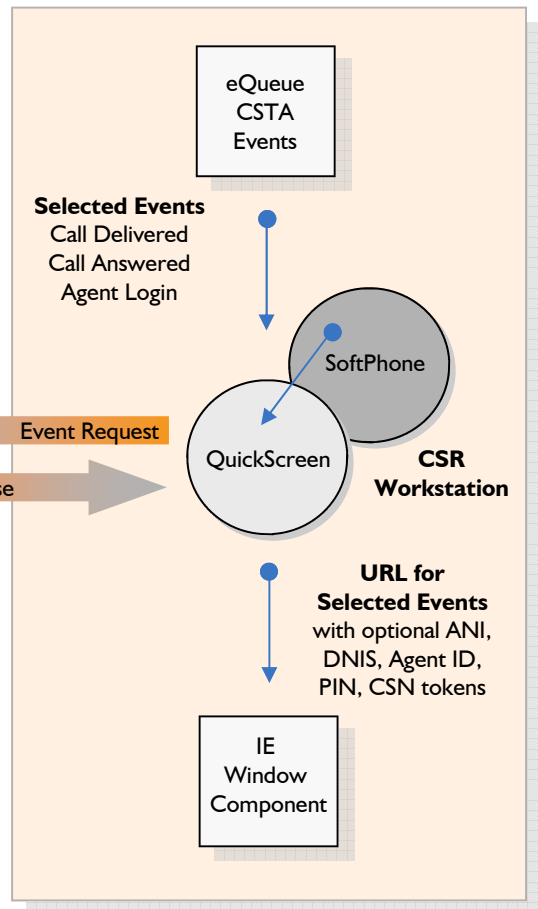 eQueue
CSTA
Events
Selected Events
Call Delivered
Call Answered
Agent Login
SoftPhone
Event Request
QuickScreen
CSR
Workstation
se
URL for
Selected Events
with optional ANI,
DNIS, Agent ID,
PIN, CSN tokens
IE
Window
Component